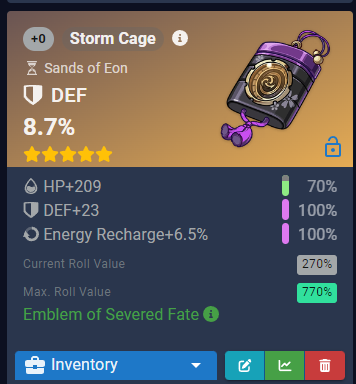 +0 Storm Cage
Sands of Eon
DEF
8.7%
HP+209 70%
DEF+23 100%
Energy Recharge+6.5% 100%
Current Roll Value 270%
Max. Roll Value 770%
Emblem of Severed Fate
Inventory